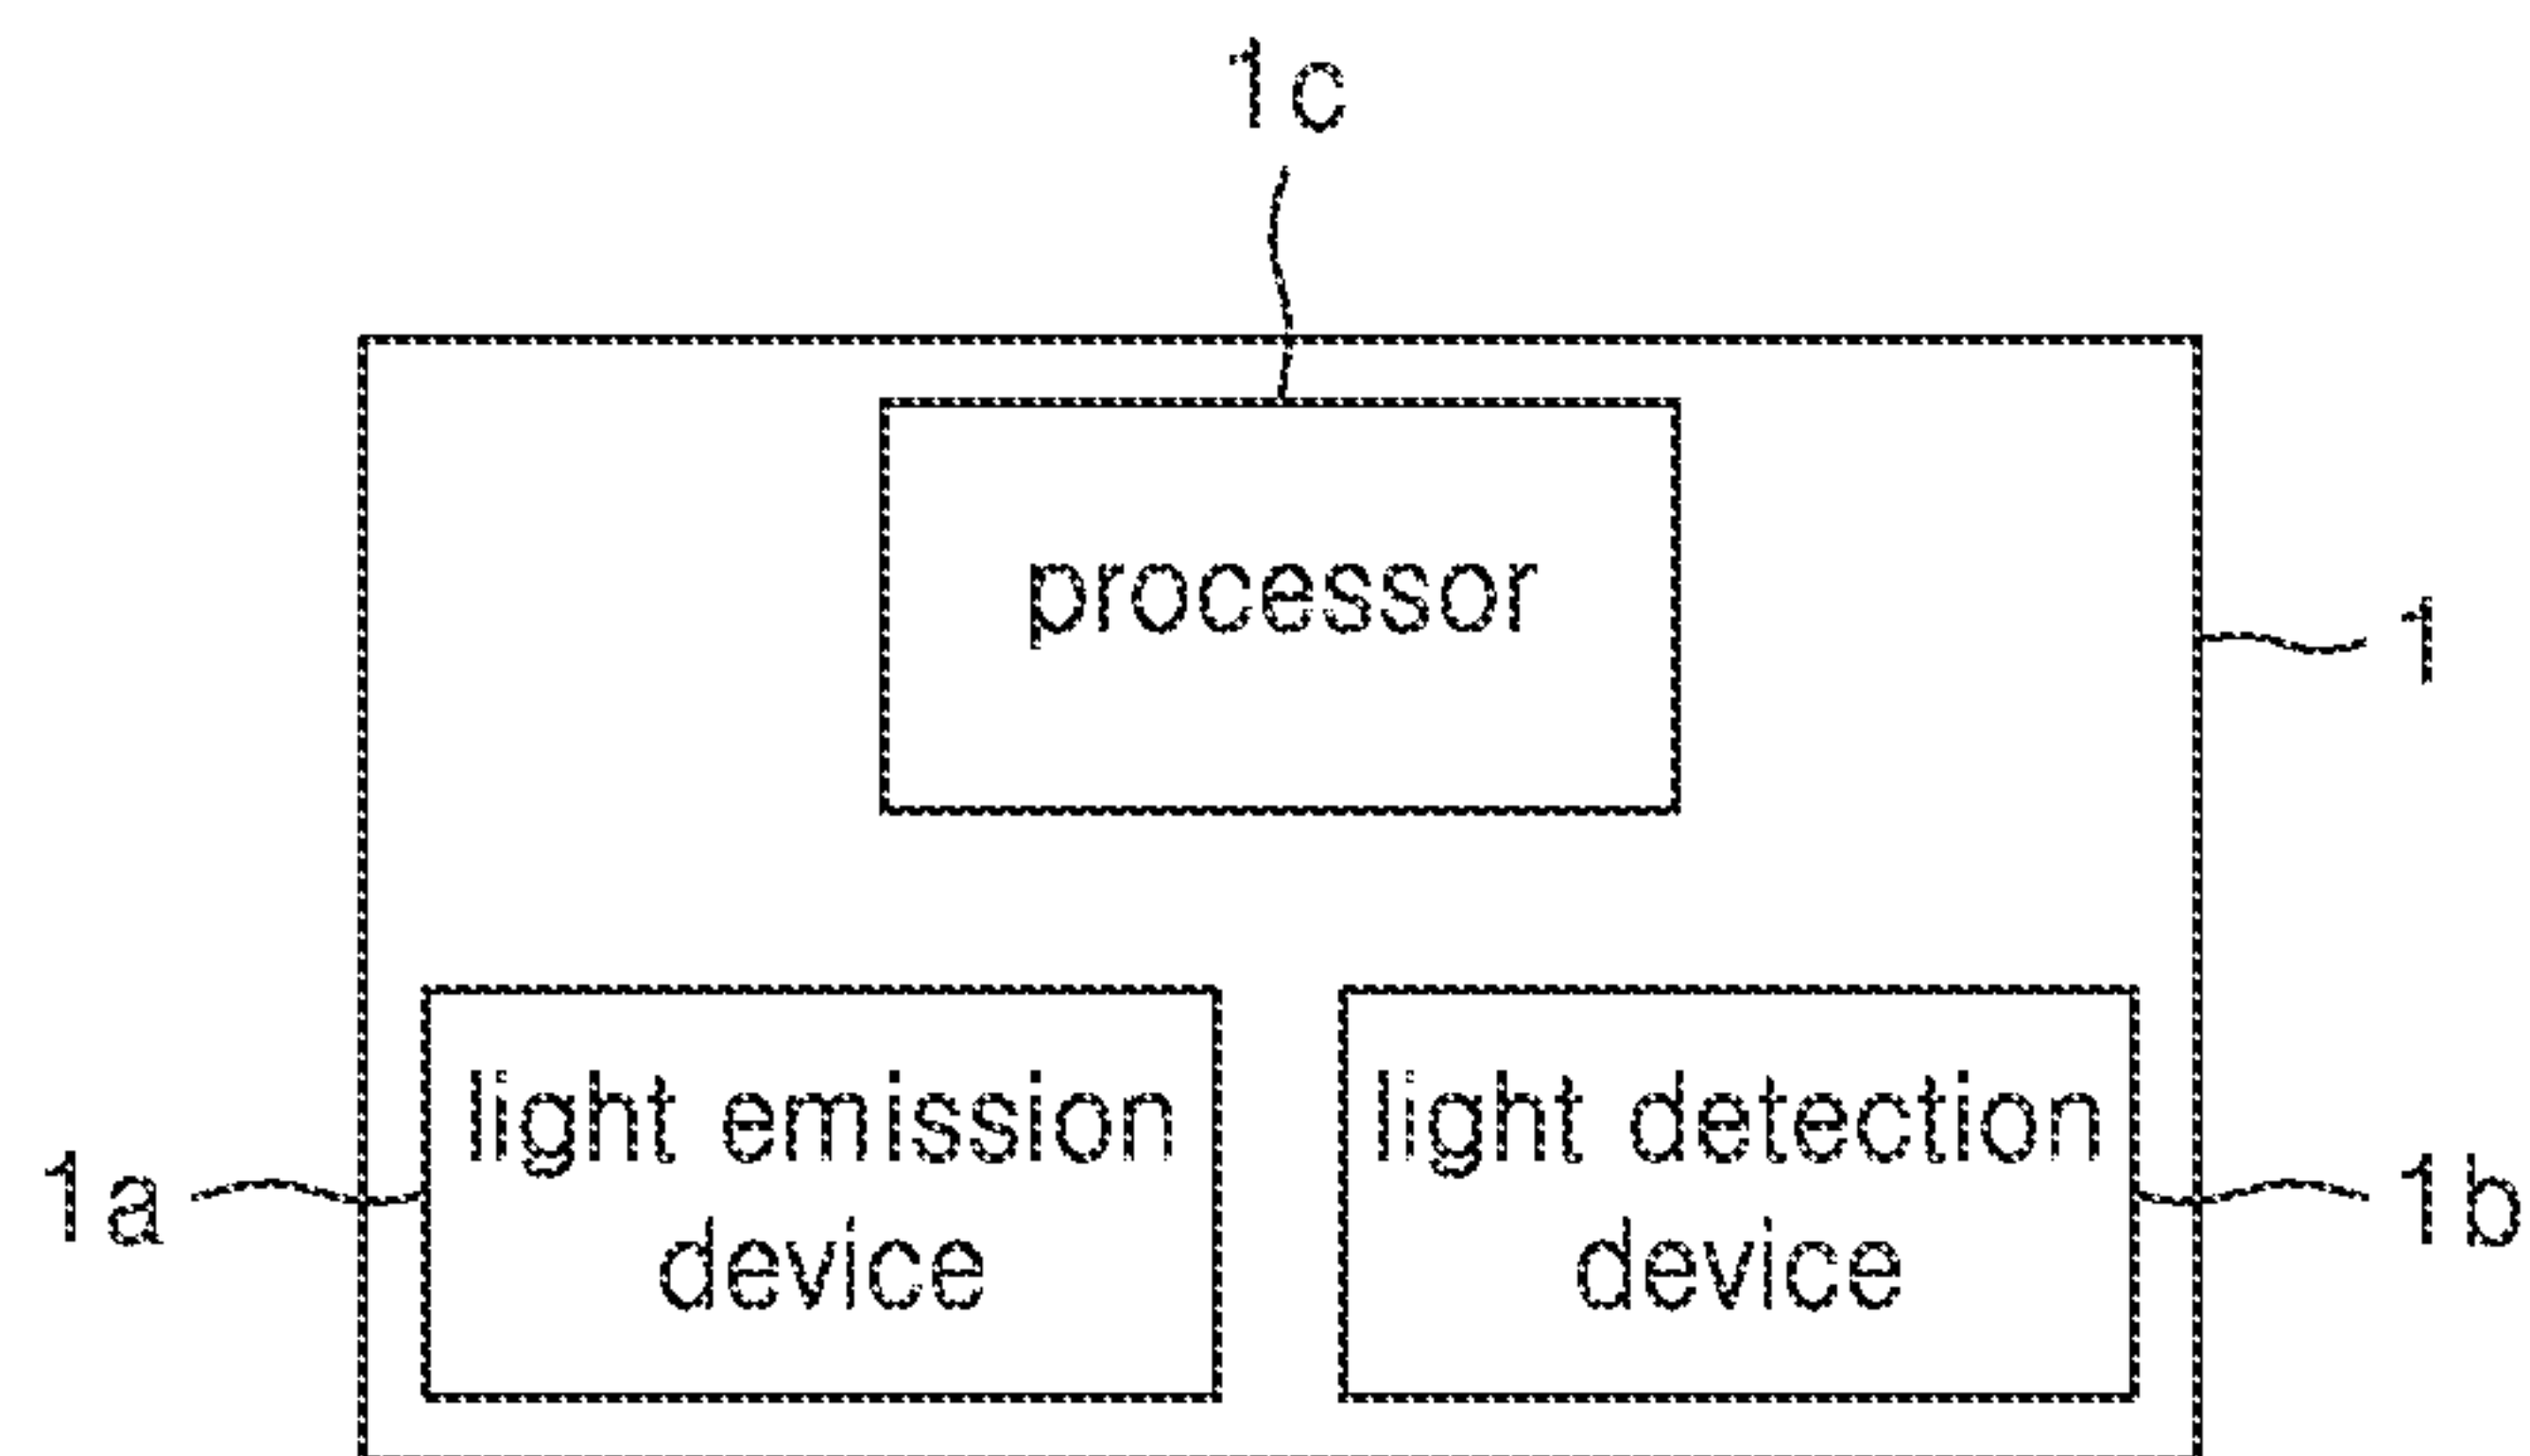 1c
processor
1
light emission
device
light detection
device
1a
1b